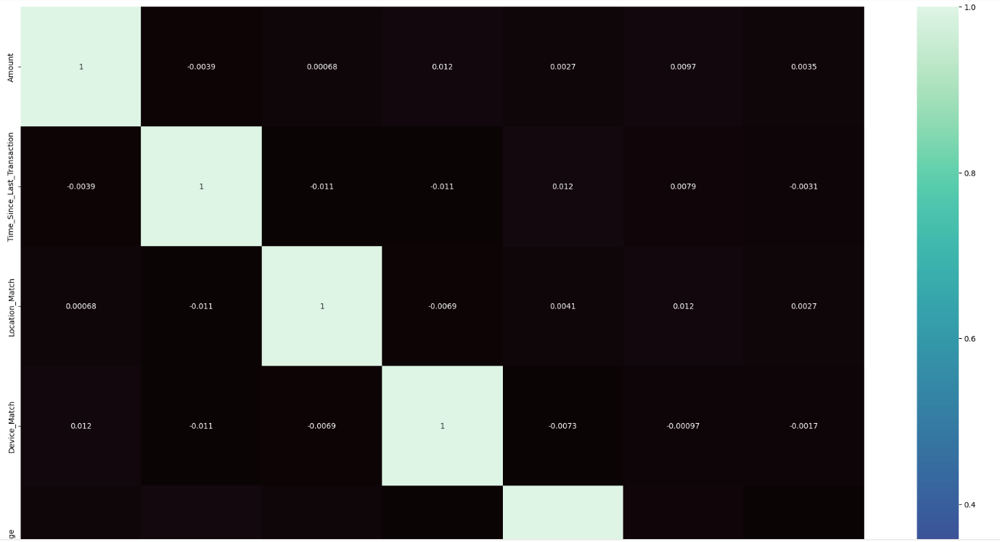 1.0
Amount
1 -0.0039 0.00068 0.012 0.0027 0.0097 0.0035
0.8
Time_Since_Last_Transaction
-0.0039 1 -0.011 -0.011 0.012 0.0079 -0.0031
Location_Match
0.00068 -0.011 1 -0.0069 0.0041 0.012 0.0027
0.6
Device_Match
0.012 -0.011 -0.0069 1 -0.0073 -0.00097 -0.0017
0.4
ge